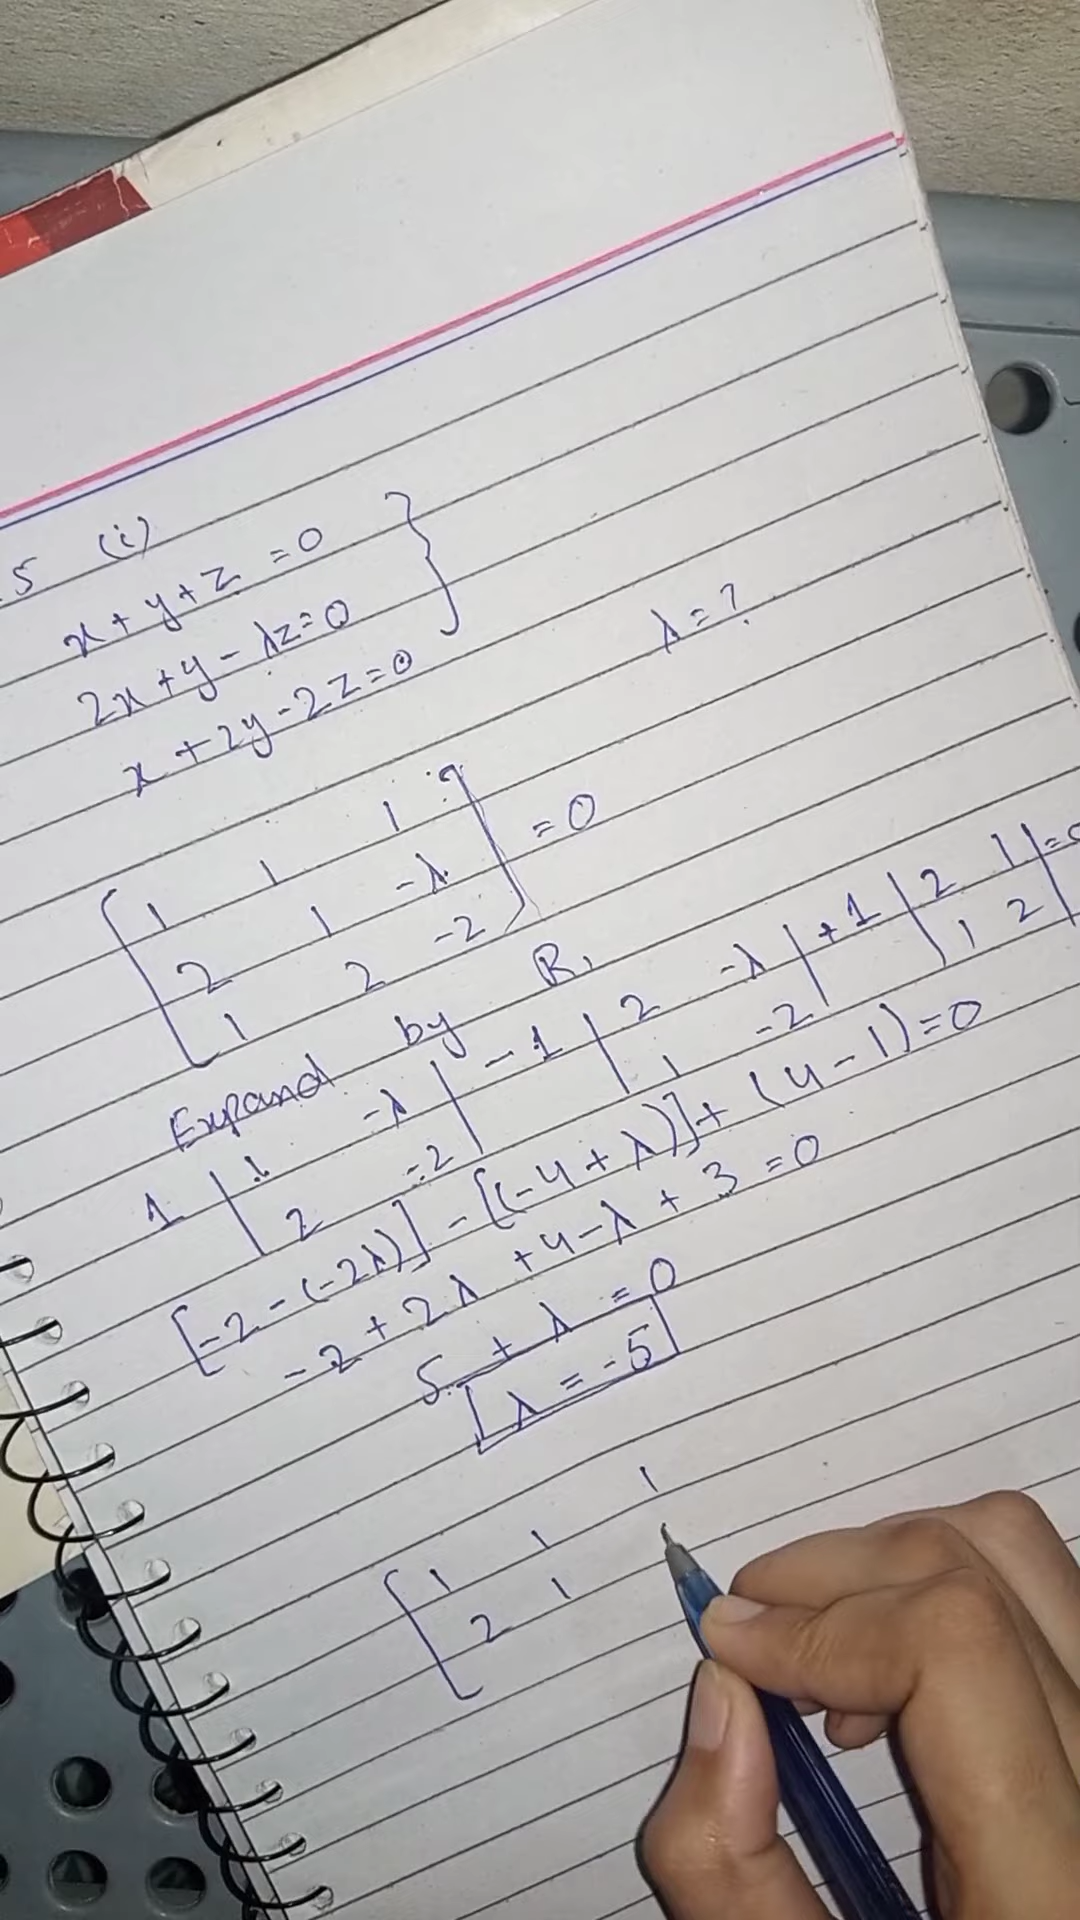 5 (i)
x + y + z = 0
2x + y - λz = 0
x + 2y - 2z = 0
λ = ?
1 1 1
2 1 -λ = 0
1 2 -2
Expand by R₁
1 | 1 -λ | - 1 | 2 -λ | + 1 | 2 1 | = 0
| 2 -2 | | 1 -2 | | 1 2 |
[-2 - (-2λ)] - [(-4 + λ)] + (4 - 1) = 0
-2 + 2λ + 4 - λ + 3 = 0
5 + λ = 0
λ = -5
1 1 1
2 1